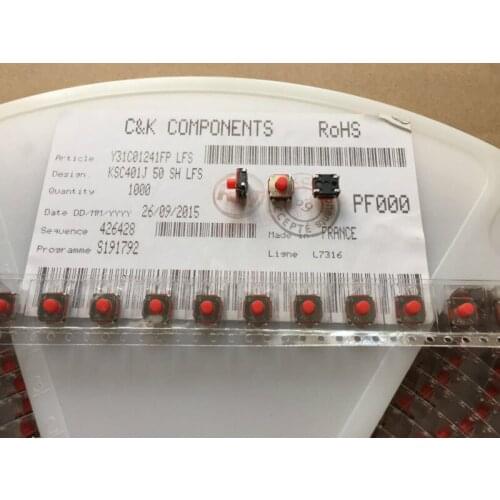 C&K COMPONENTS RoHS
Article Y31C01241FP LFS
Design. KSC401J 50 SH LFS
Quantity 1000
PF000
Date DD/MM/YYYY 26/09/2015
Sequence 426428 Made in FRANCE
Programme S191792 Ligne L7316